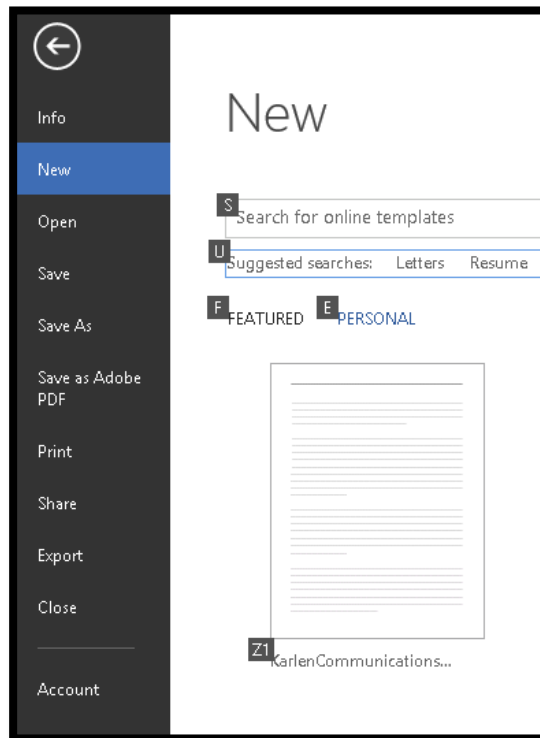 Info
New
Open
Save
Save As
Save as Adobe
PDF
Print
Share
Export
Close
Account
New
S
Search for online templates
U
Suggested searches: Letters Resume
F FEATURED E PERSONAL
Z1
KarlenCommunications...